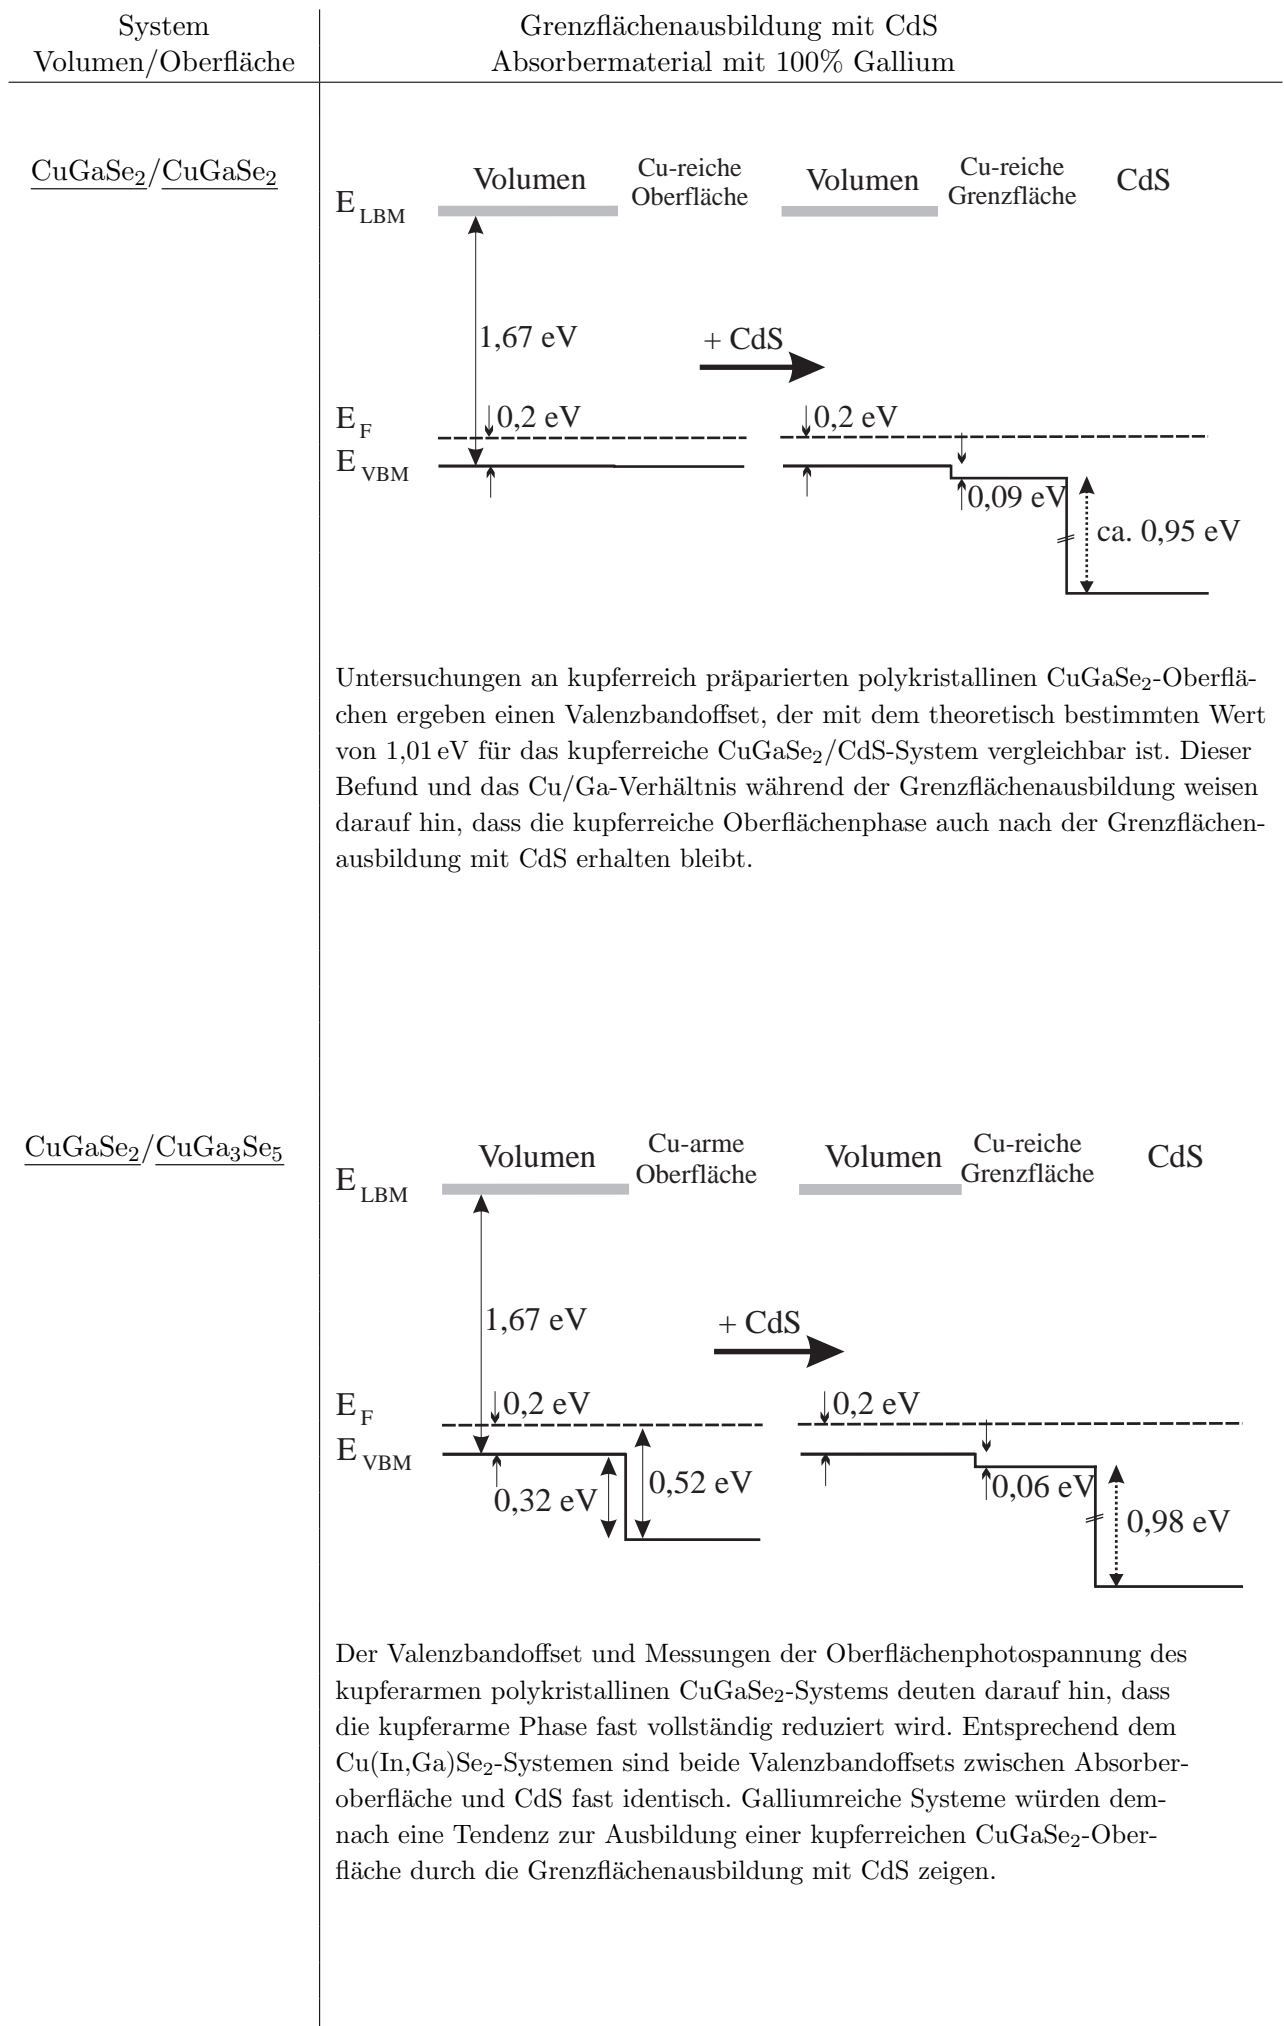 System
Volumen/Oberfläche
Grenzflächenausbildung mit CdS
Absorbermaterial mit 100% Gallium
CuGaSe₂/CuGaSe₂
Volumen
Cu-reiche
Oberfläche
Volumen
Cu-reiche
Grenzfläche
CdS
E LBM
1,67 eV
+ CdS
E F
0,2 eV
0,2 eV
E VBM
0,09 eV
ca. 0,95 eV
Untersuchungen an kupferreich präparierten polykristallinen CuGaSe₂-Oberflä-
chen ergeben einen Valenzbandoffset, der mit dem theoretisch bestimmten Wert
von 1,01 eV für das kupferreiche CuGaSe₂/CdS-System vergleichbar ist. Dieser
Befund und das Cu/Ga-Verhältnis während der Grenzflächenausbildung weisen
darauf hin, dass die kupferreiche Oberflächenphase auch nach der Grenzflächen-
ausbildung mit CdS erhalten bleibt.
CuGaSe₂/CuGa₃Se₅
Volumen
Cu-arme
Oberfläche
Volumen
Cu-reiche
Grenzfläche
CdS
E LBM
1,67 eV
+ CdS
E F
0,2 eV
0,2 eV
E VBM
0,32 eV
0,52 eV
0,06 eV
0,98 eV
Der Valenzbandoffset und Messungen der Oberflächenphotospannung des
kupferarmen polykristallinen CuGaSe₂-Systems deuten darauf hin, dass
die kupferarme Phase fast vollständig reduziert wird. Entsprechend dem
Cu(In,Ga)Se₂-Systemen sind beide Valenzbandoffsets zwischen Absorber-
oberfläche und CdS fast identisch. Galliumreiche Systeme würden dem-
nach eine Tendenz zur Ausbildung einer kupferreichen CuGaSe₂-Ober-
fläche durch die Grenzflächenausbildung mit CdS zeigen.